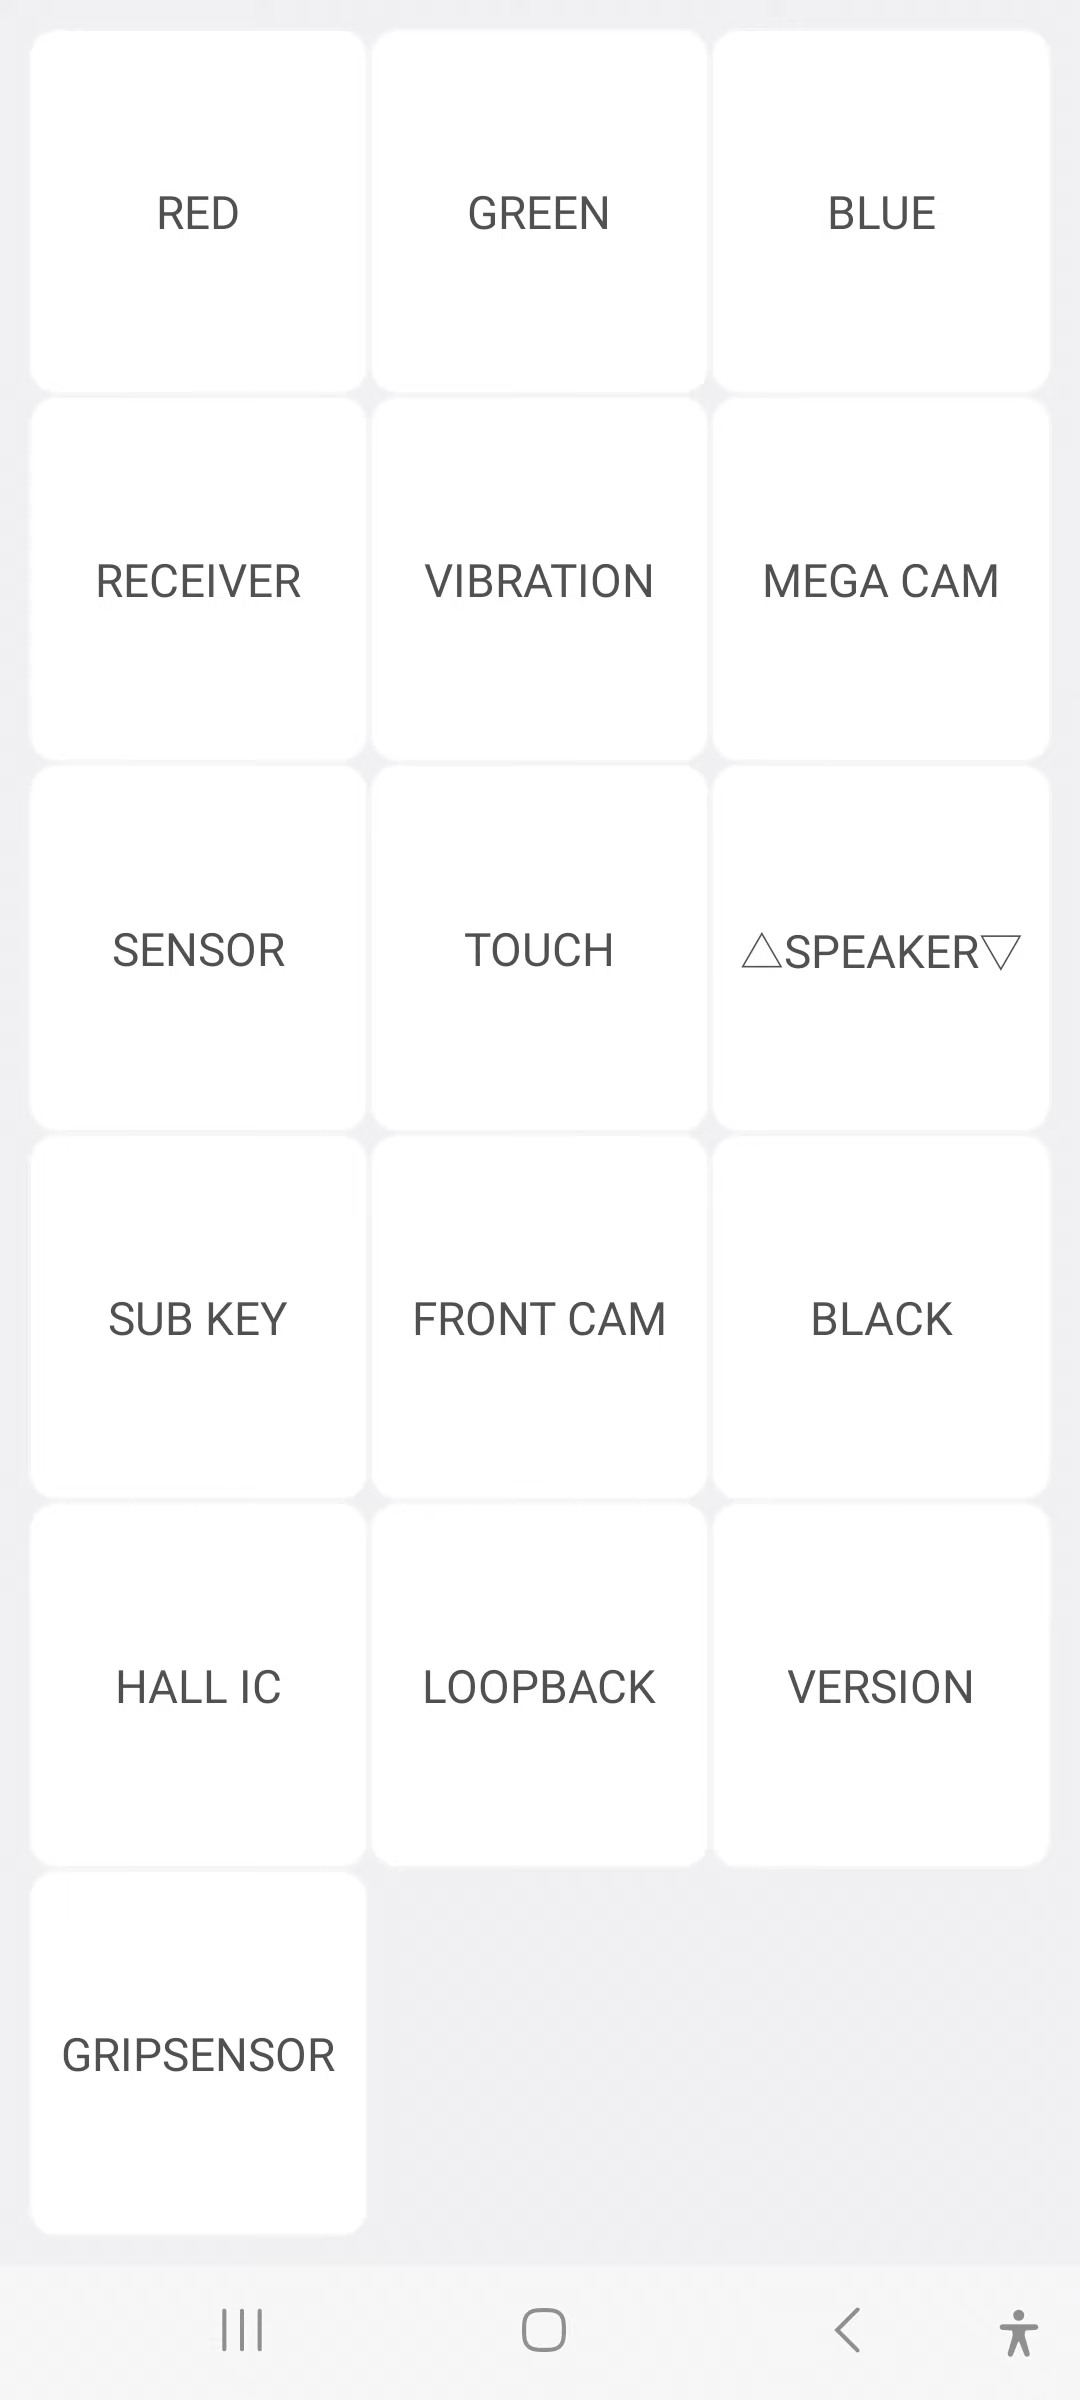 RED
GREEN
BLUE
RECEIVER
VIBRATION
MEGA CAM
SENSOR
TOUCH
△SPEAKER▽
SUB KEY
FRONT CAM
BLACK
HALL IC
LOOPBACK
VERSION
GRIPSENSOR